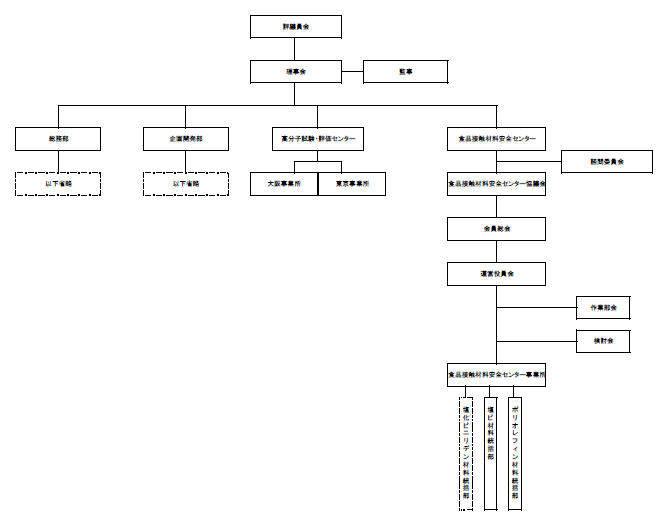 評議員会
理事会
監事
総務部
企画開発部
高分子試験・評価センター
食品接触材料安全センター
以下省略
以下省略
大阪事業所
東京事業所
諮問委員会
食品接触材料安全センター協議会
会員総会
運営役員会
作業部会
検討会
食品接触材料安全センター事業所
塩化ビニリデン材料統括部
塩ビ材料統括部
ポリオレフィン材料統括部